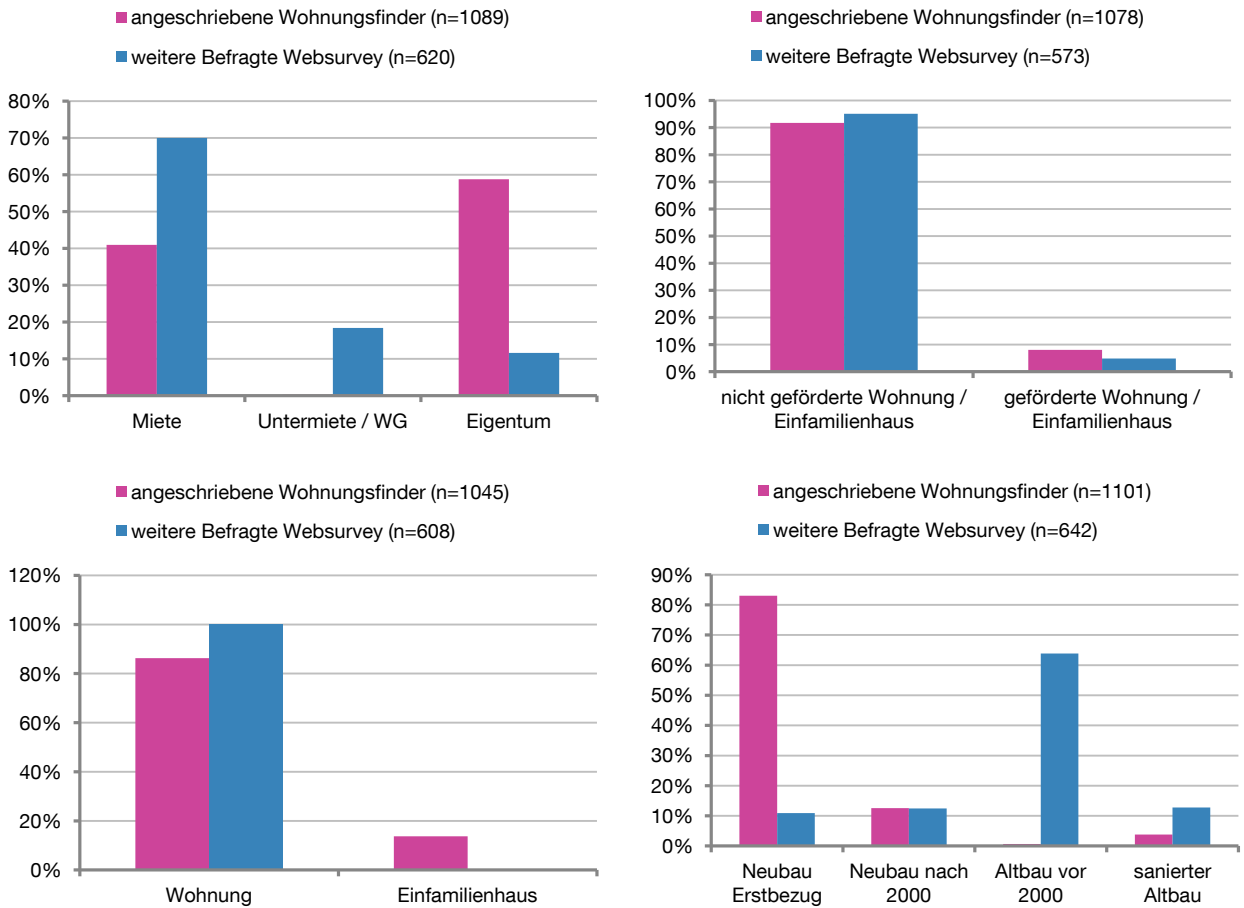 angeschriebene Wohnungsfinder (n=1089)
weitere Befragte Websurvey (n=620)
80%
70%
60%
50%
40%
30%
20%
10%
0%
Miete
Untermiete / WG
Eigentum
angeschriebene Wohnungsfinder (n=1078)
weitere Befragte Websurvey (n=573)
100%
90%
80%
70%
60%
50%
40%
30%
20%
10%
0%
nicht geförderte Wohnung /
Einfamilienhaus
geförderte Wohnung /
Einfamilienhaus
angeschriebene Wohnungsfinder (n=1045)
weitere Befragte Websurvey (n=608)
120%
100%
80%
60%
40%
20%
0%
Wohnung
Einfamilienhaus
angeschriebene Wohnungsfinder (n=1101)
weitere Befragte Websurvey (n=642)
90%
80%
70%
60%
50%
40%
30%
20%
10%
0%
Neubau
Erstbezug
Neubau nach
2000
Altbau vor
2000
sanierter
Altbau